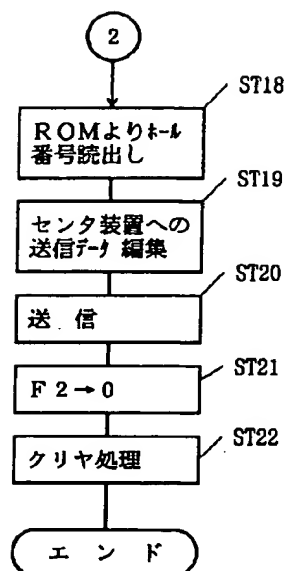 2
ST18
ROMよりホール
番号読出し
ST19
センタ装置への
送信データ 編集
ST20
送 信
ST21
F2→0
ST22
クリヤ処理
エ ン ド